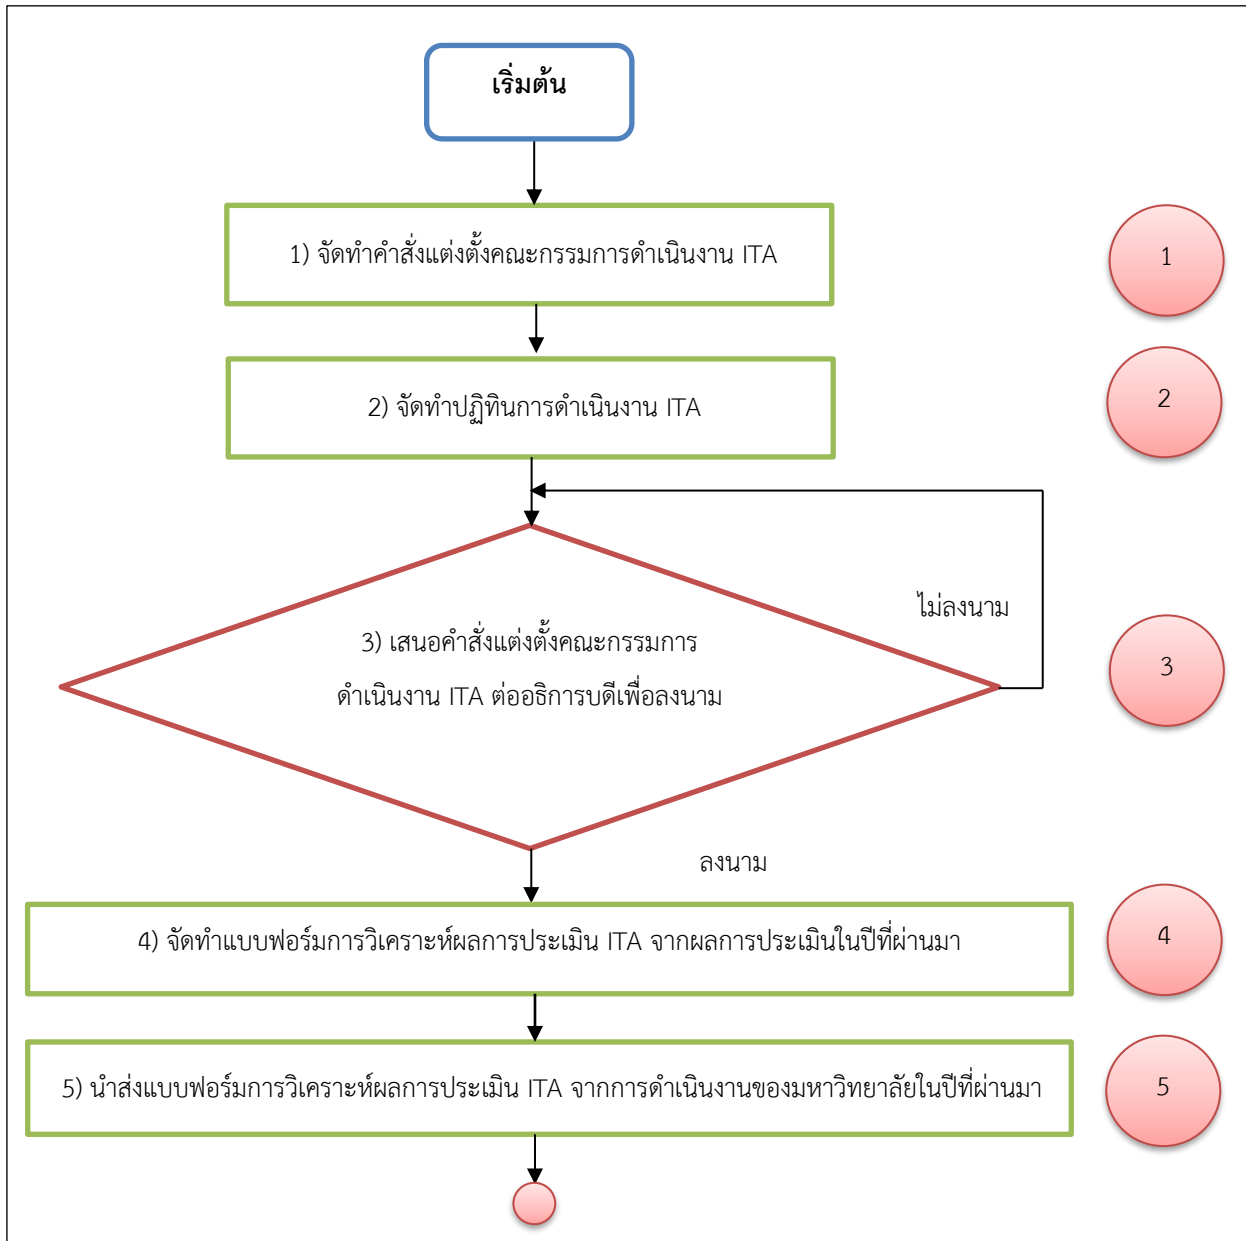 เริ่มต้น
1) จัดทำคำสั่งแต่งตั้งคณะกรรมการดำเนินงาน ITA
1
2) จัดทำปฏิทินการดำเนินงาน ITA
2
ไม่ลงนาม
3) เสนอคำสั่งแต่งตั้งคณะกรรมการ
ดำเนินงาน ITA ต่ออธิการบดีเพื่อลงนาม
3
ลงนาม
4) จัดทำแบบฟอร์มการวิเคราะห์ผลการประเมิน ITA จากผลการประเมินในปีที่ผ่านมา
4
5) นำส่งแบบฟอร์มการวิเคราะห์ผลการประเมิน ITA จากการดำเนินงานของมหาวิทยาลัยในปีที่ผ่านมา
5